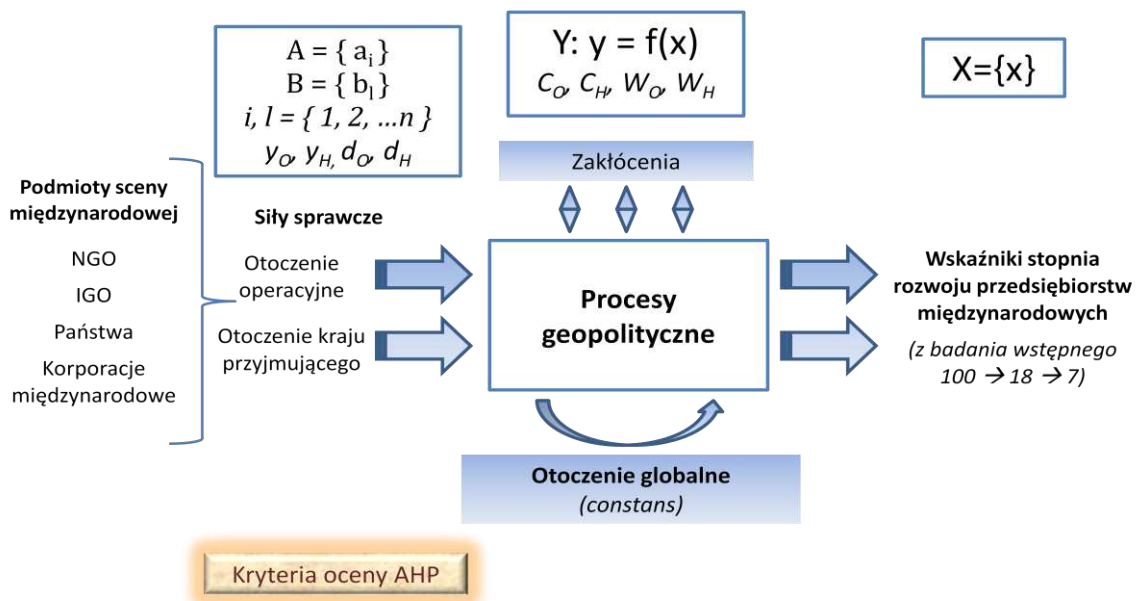 A = { aᵢ}
B = { bₗ}
i, l = { 1, 2, ...n }
y_O, y_H, d_O, d_H
Y: y = f(x)
C_O, C_H, W_O, W_H
X={x}
Zakłócenia
Podmioty sceny
międzynarodowej
NGO
IGO
Państwa
Korporacje
międzynarodowe
Siły sprawcze
Otoczenie
operacyjne
Otoczenie kraju
przyjmującego
Procesy
geopolityczne
Wskaźniki stopnia
rozwoju przedsiębiorstw
międzynarodowych
(z badania wstępnego
100 → 18 → 7)
Otoczenie globalne
(constans)
Kryteria oceny AHP